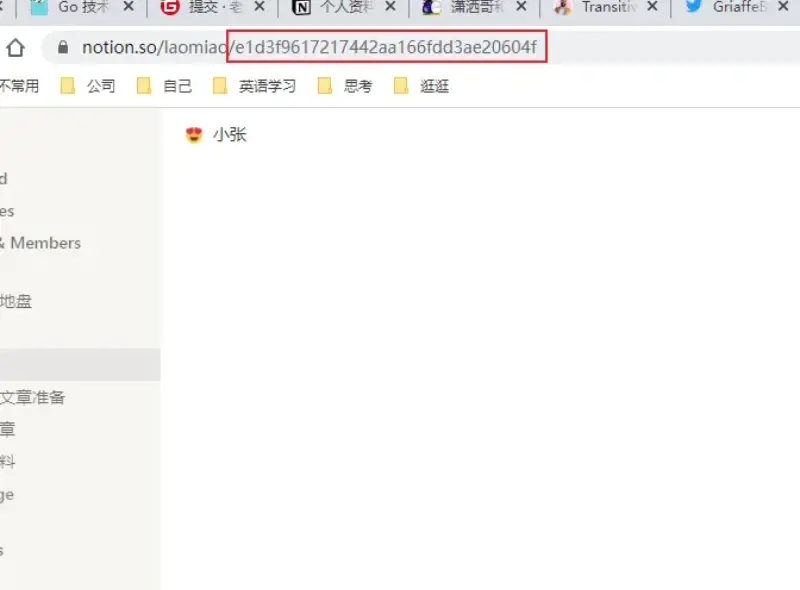 Go 技术
提交 · 老
个人资料
潇洒哥和
Transitiv
GriaffeB
notion.so/laomiao/e1d3f9617217442aa166fdd3ae20604f
不常用 公司 自己 英语学习 思考 逛逛
😍 小张
d
es
& Members
地盘
文章准备
章
料
ge
s